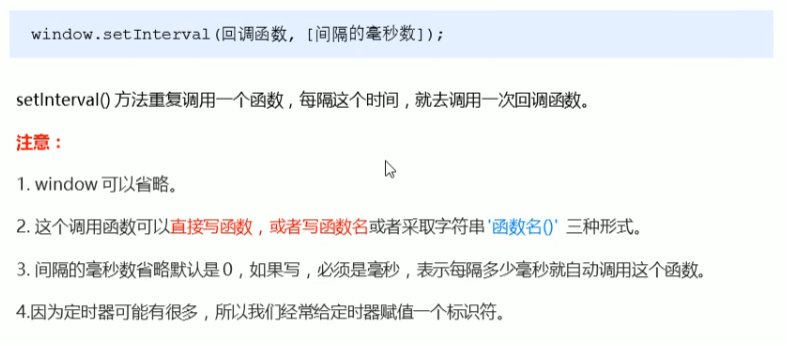 window.setInterval(回调函数, [间隔的毫秒数]);
setInterval() 方法重复调用一个函数，每隔这个时间，就去调用一次回调函数。
注意：
1. window 可以省略。
2. 这个调用函数可以直接写函数，或者写函数名或者采取字符串 '函数名()' 三种形式。
3. 间隔的毫秒数省略默认是 0，如果写，必须是毫秒，表示每隔多少毫秒就自动调用这个函数。
4.因为定时器可能有很多，所以我们经常给定时器赋值一个标识符。